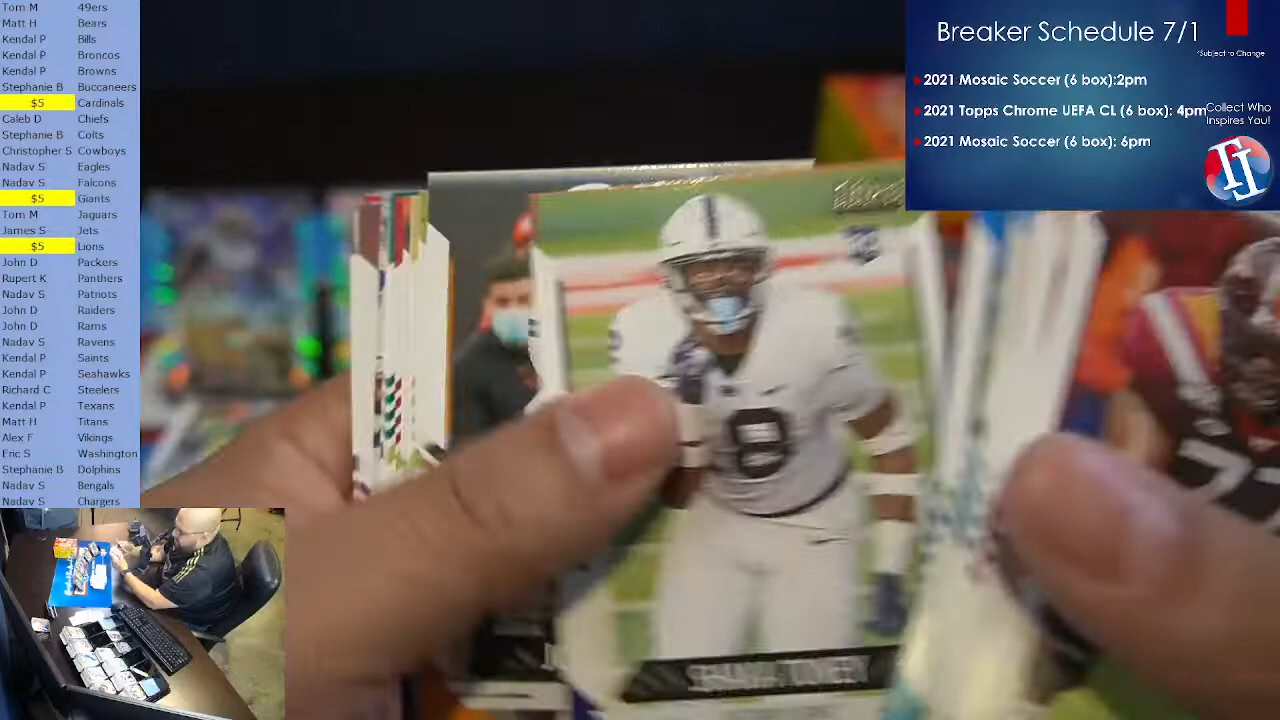 Tom M 49ers
Matt H Bears
Kendal P Bills
Kendal P Broncos
Kendal P Browns
Stephanie B Buccaneers
$5 Cardinals
Caleb D Chiefs
Stephanie B Colts
Christopher S Cowboys
Nadav S Eagles
Nadav S Falcons
$5 Giants
Tom M Jaguars
James S Jets
$5 Lions
John D Packers
Rupert K Panthers
Nadav S Patriots
John D Raiders
John D Rams
Nadav S Ravens
Kendal P Saints
Kendal P Seahawks
Richard C Steelers
Kendal P Texans
Matt H Titans
Alex F Vikings
Eric S Washington
Stephanie B Dolphins
Nadav S Bengals
Nadav S Chargers
Breaker Schedule 7/1
*Subject to Change
2021 Mosaic Soccer (6 box):2pm
2021 Topps Chrome UEFA CL (6 box): 4pm
2021 Mosaic Soccer (6 box): 6pm
Collect Who
Inspires You!
8